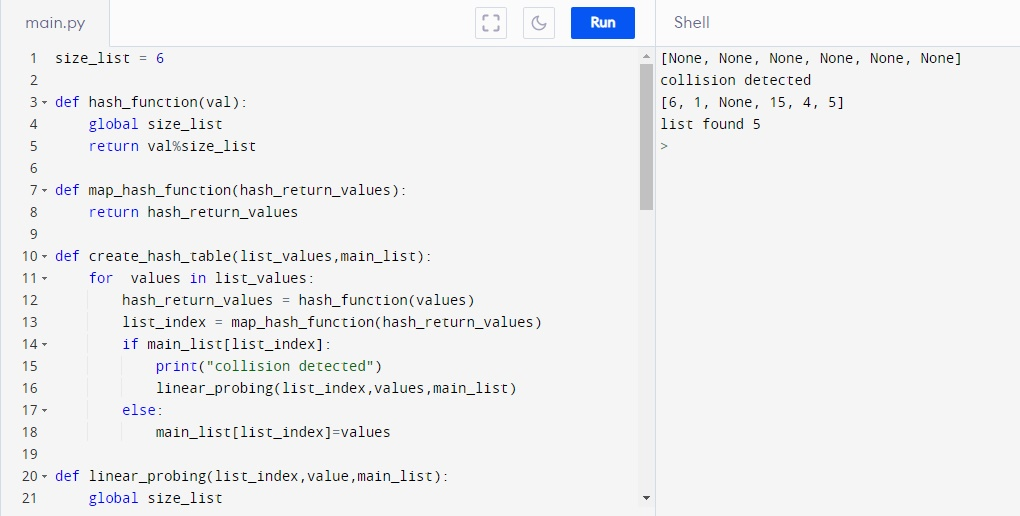 main.py
Run
Shell
1 size_list = 6
2
3 def hash_function(val):
4 global size_list
5 return val%size_list
6
7 def map_hash_function(hash_return_values):
8 return hash_return_values
9
10 def create_hash_table(list_values,main_list):
11 for  values in list_values:
12 hash_return_values = hash_function(values)
13 list_index = map_hash_function(hash_return_values)
14 if main_list[list_index]:
15 print("collision detected")
16 linear_probing(list_index,values,main_list)
17 else:
18 main_list[list_index]=values
19
20 def linear_probing(list_index,value,main_list):
21 global size_list
[None, None, None, None, None, None]
collision detected
[6, 1, None, 15, 4, 5]
list found 5
>